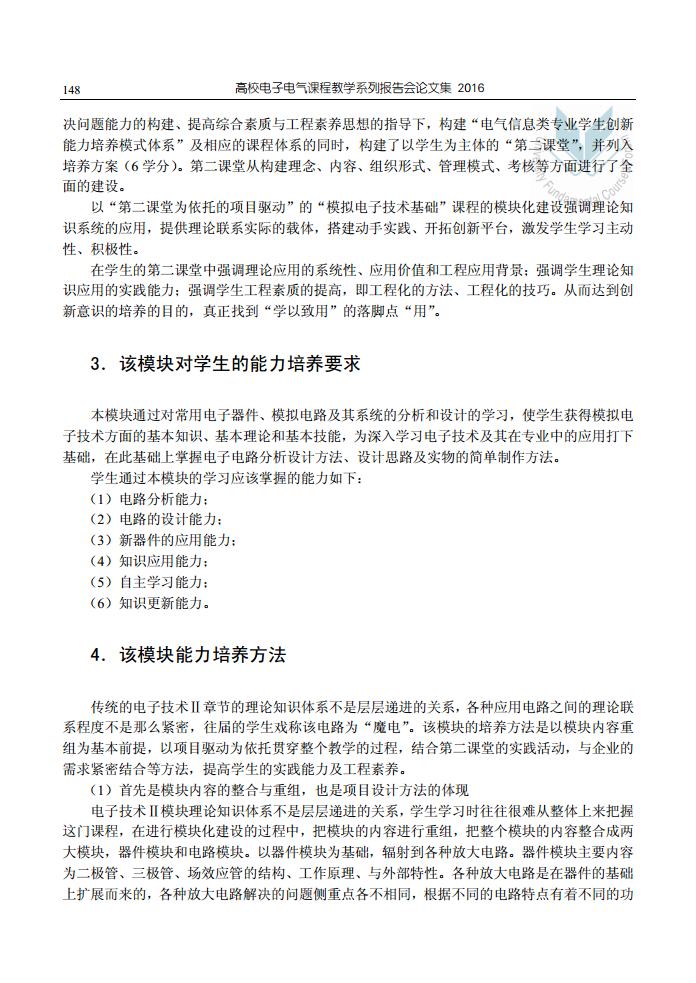 148
高校电子电气课程教学系列报告会论文集 2016
决问题能力的构建、提高综合素质与工程素养思想的指导下，构建“电气信息类专业学生创新
能力培养模式体系”及相应的课程体系的同时，构建了以学生为主体的“第二课堂”，并列入
培养方案（6 学分）。第二课堂从构建理念、内容、组织形式、管理模式、考核等方面进行了全
面的建设。
以“第二课堂为依托的项目驱动”的“模拟电子技术基础”课程的模块化建设强调理论知
识系统的应用，提供理论联系实际的载体，搭建动手实践、开拓创新平台，激发学生学习主动
性、积极性。
在学生的第二课堂中强调理论应用的系统性、应用价值和工程应用背景；强调学生理论知
识应用的实践能力；强调学生工程素质的提高，即工程化的方法、工程化的技巧。从而达到创
新意识的培养的目的，真正找到“学以致用”的落脚点“用”。
3．该模块对学生的能力培养要求
本模块通过对常用电子器件、模拟电路及其系统的分析和设计的学习，使学生获得模拟电
子技术方面的基本知识、基本理论和基本技能，为深入学习电子技术及其在专业中的应用打下
基础，在此基础上掌握电子电路分析设计方法、设计思路及实物的简单制作方法。
学生通过本模块的学习应该掌握的能力如下：
（1）电路分析能力；
（2）电路的设计能力；
（3）新器件的应用能力；
（4）知识应用能力；
（5）自主学习能力；
（6）知识更新能力。
4．该模块能力培养方法
传统的电子技术Ⅱ章节的理论知识体系不是层层递进的关系，各种应用电路之间的理论联
系程度不是那么紧密，往届的学生戏称该电路为“魔电”。该模块的培养方法是以模块内容重
组为基本前提，以项目驱动为依托贯穿整个教学的过程，结合第二课堂的实践活动，与企业的
需求紧密结合等方法，提高学生的实践能力及工程素养。
（1）首先是模块内容的整合与重组，也是项目设计方法的体现
电子技术Ⅱ模块理论知识体系不是层层递进的关系，学生学习时往往很难从整体上来把握
这门课程，在进行模块化建设的过程中，把模块的内容进行重组，把整个模块的内容整合成两
大模块，器件模块和电路模块。以器件模块为基础，辐射到各种放大电路。器件模块主要内容
为二极管、三极管、场效应管的结构、工作原理、与外部特性。各种放大电路是在器件的基础
上扩展而来的，各种放大电路解决的问题侧重点各不相同，根据不同的电路特点有着不同的功